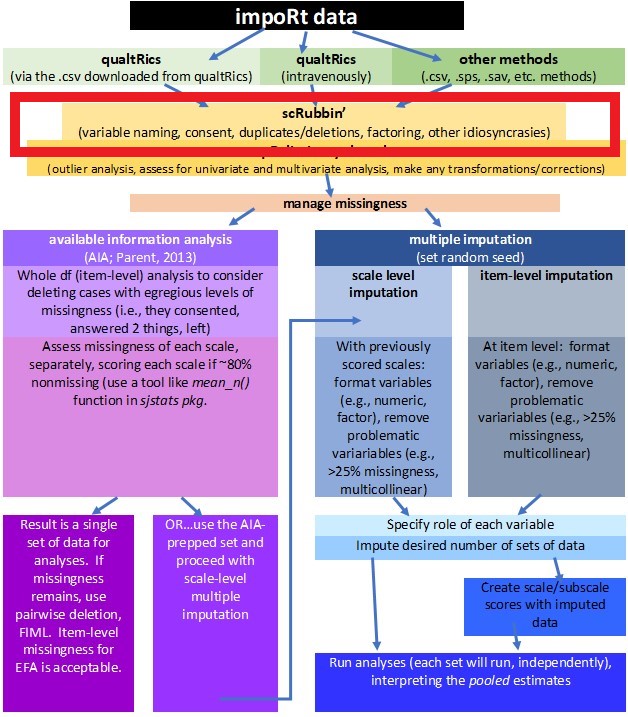 impoRt data
qualtRics
(via the .csv downloaded from qualtRics)
qualtRics
(intravenously)
other methods
(.csv, .sps, .sav, etc. methods)
scRubbin’
(variable naming, consent, duplicates/deletions, factoring, other idiosyncrasies)
(outlier analysis, assess for univariate and multivariate analysis, make any transformations/corrections)
manage missingness
available information analysis
(AIA; Parent, 2013)
Whole df (item-level) analysis to consider
deleting cases with egregious levels of
missingness (i.e., they consented,
answered 2 things, left)
Assess missingness of each scale,
separately, scoring each scale if ~80%
nonmissing (use a tool like mean_n()
function in sjstats pkg.
Result is a single
set of data for
analyses. If
missingness
remains, use
pairwise deletion,
FIML. Item-level
missingness for
EFA is acceptable.
OR…use the AIA-
prepped set and
proceed with
scale-level
multiple
imputation
multiple imputation
(set random seed)
scale level
imputation
With previously
scored scales:
format variables
(e.g., numeric,
factor), remove
problematic
varariables (e.g.,
>25% missingness,
multicollinear)
item-level imputation
At item level: format
variables (e.g., numeric,
factor), remove
problematic
variariables (e.g., >25%
missingness,
multicollinear)
Specify role of each variable
Impute desired number of sets of data
Create scale/subscale
scores with imputed
data
Run analyses (each set will run, independently),
interpreting the pooled estimates